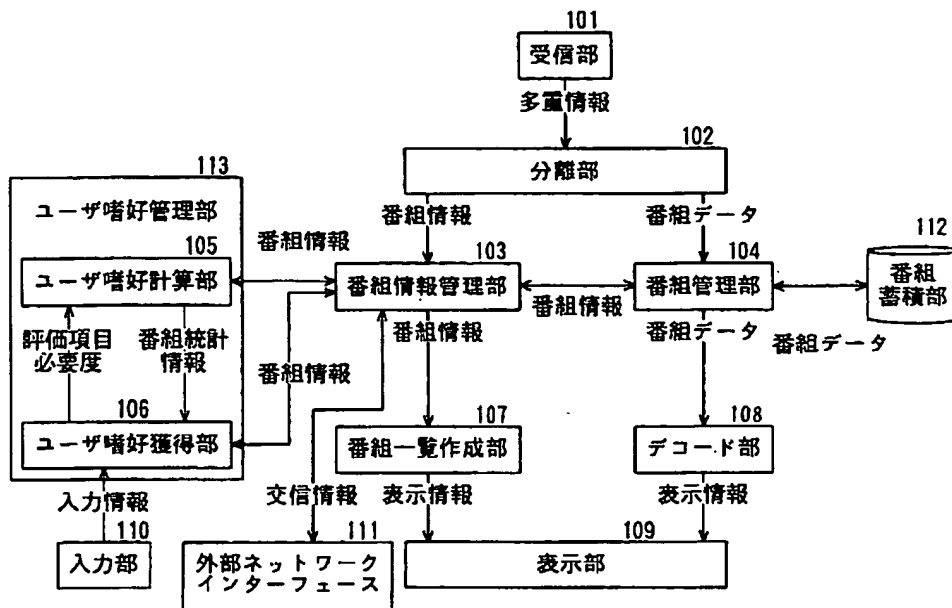 101
受信部
多重情報
102
分離部
113
ユーザ嗜好管理部
番組情報
番組データ
105
番組情報
103
104
112
ユーザ嗜好計算部
番組情報管理部
番組情報
番組管理部
番組
蓄積部
評価項目
必要度
番組統計
情報
番組情報
番組データ
番組データ
番組情報
106
107
108
ユーザ嗜好獲得部
番組一覧作成部
デコード部
入力情報
交信情報
表示情報
表示情報
110
111
109
入力部
外部ネットワーク
インターフェース
表示部